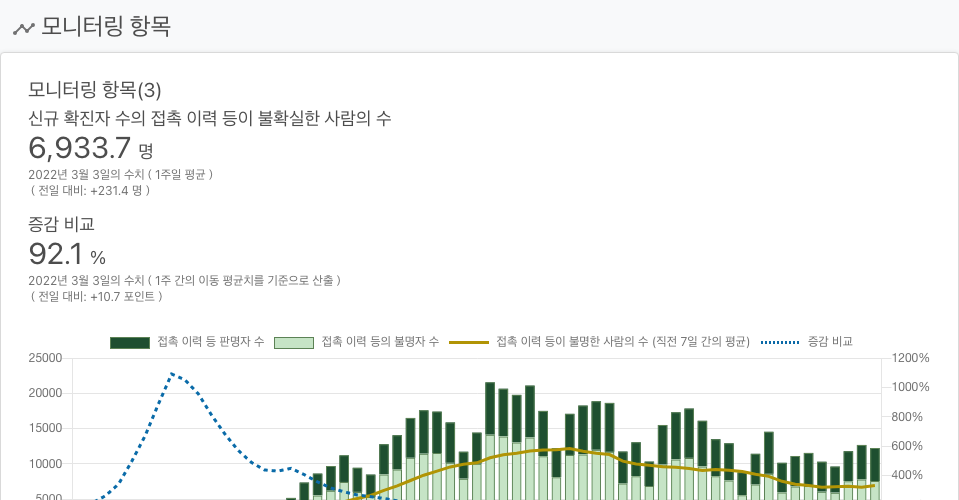 모니터링 항목
모니터링 항목(3)
신규 확진자 수의 접촉 이력 등이 불확실한 사람의 수
6,933.7 명
2022년 3월 3일의 수치 ( 1주일 평균 )
( 전일 대비: +231.4 명 )
증감 비교
92.1 %
2022년 3월 3일의 수치 ( 1주 간의 이동 평균치를 기준으로 산출 )
( 전일 대비: +10.7 포인트 )
접촉 이력 등 판명자 수 접촉 이력 등의 불명자 수 접촉 이력 등이 불명한 사람의 수 (직전 7일 간의 평균) 증감 비교
25000 1200%
20000 1000%
15000 800%
10000 600%
5000 400%